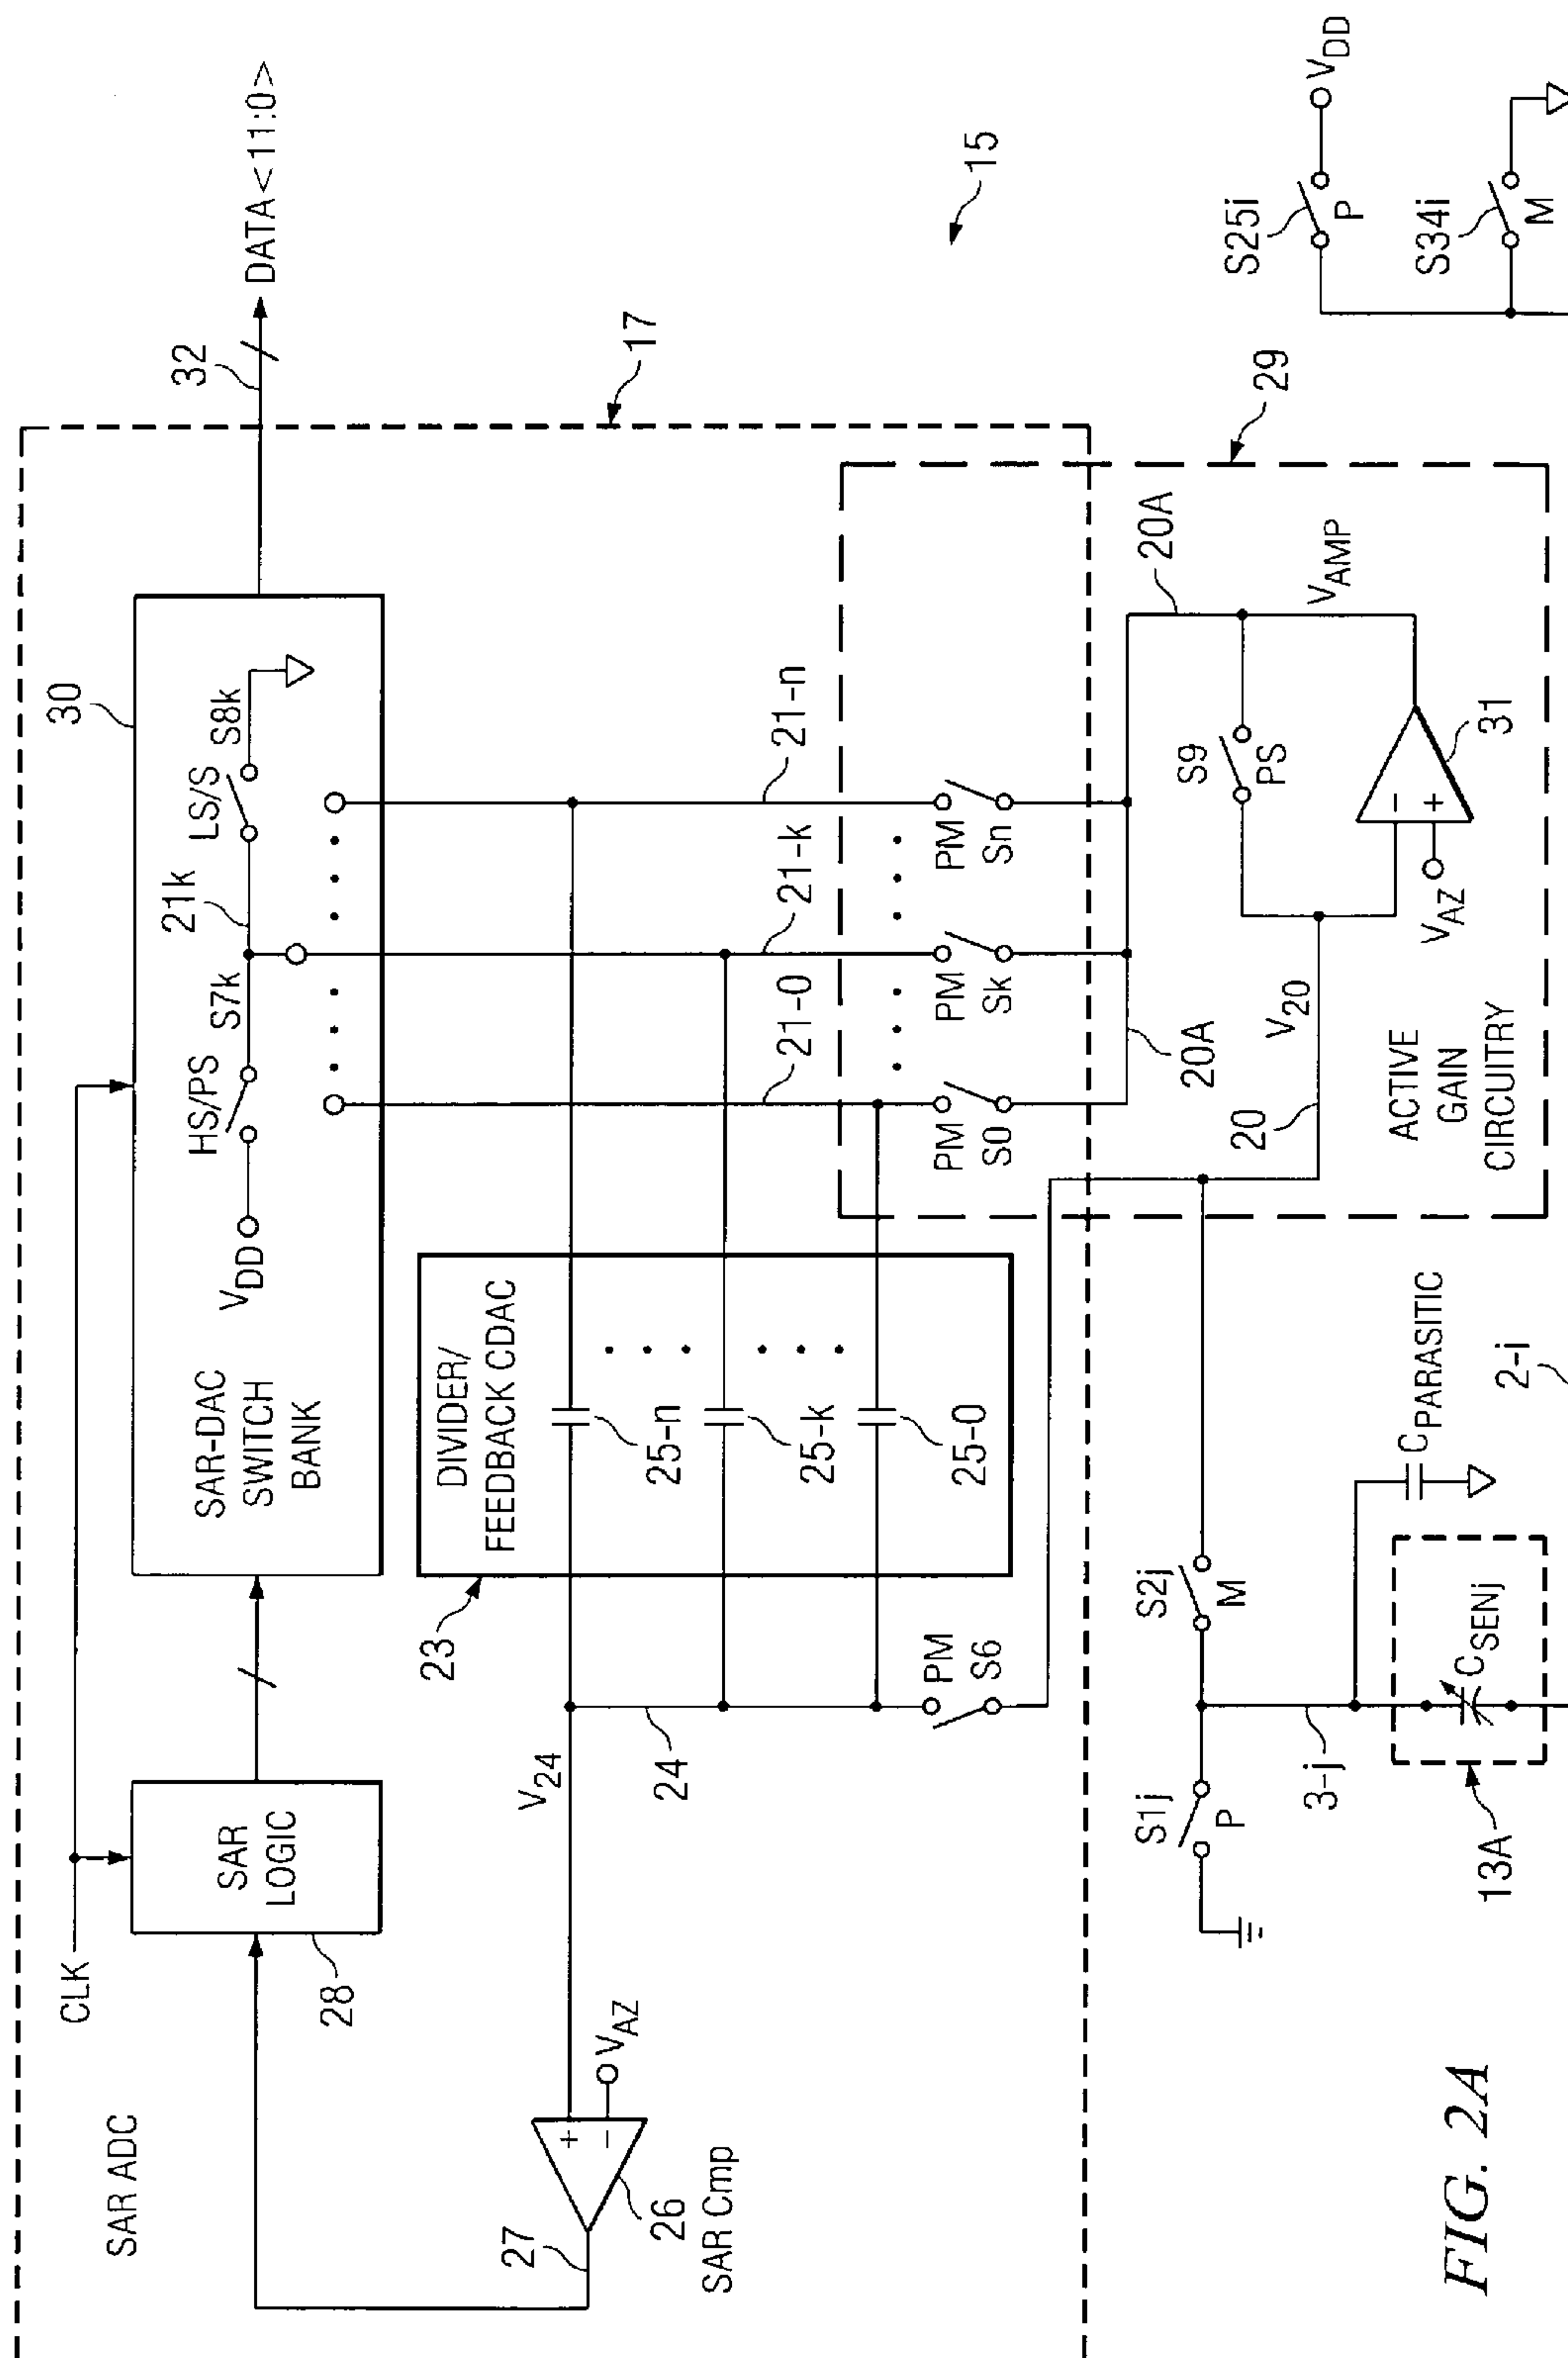 SAR ADC
CLK
SAR
LOGIC
28
SAR-DAC
SWITCH
BANK
30
VDD
HS/PS
S7k
21k
LS/S
S8k
32
DATA<11:0>
17
15
27
26
SAR Cmp
VAZ
V24
24
23
DIVIDER/
FEEDBACK CDAC
25-n
25-k
25-0
21-0
21-k
21-n
PM
S6
PM
S0
PM
Sk
PM
Sn
29
20A
20A
VAMP
S9
PS
31
VAZ
V20
20
ACTIVE
GAIN
CIRCUITRY
S1j
P
S2j
M
3-j
13A
CSENj
CPARASITIC
2-i
S25i
P
VDD
S34i
M
FIG. 2A